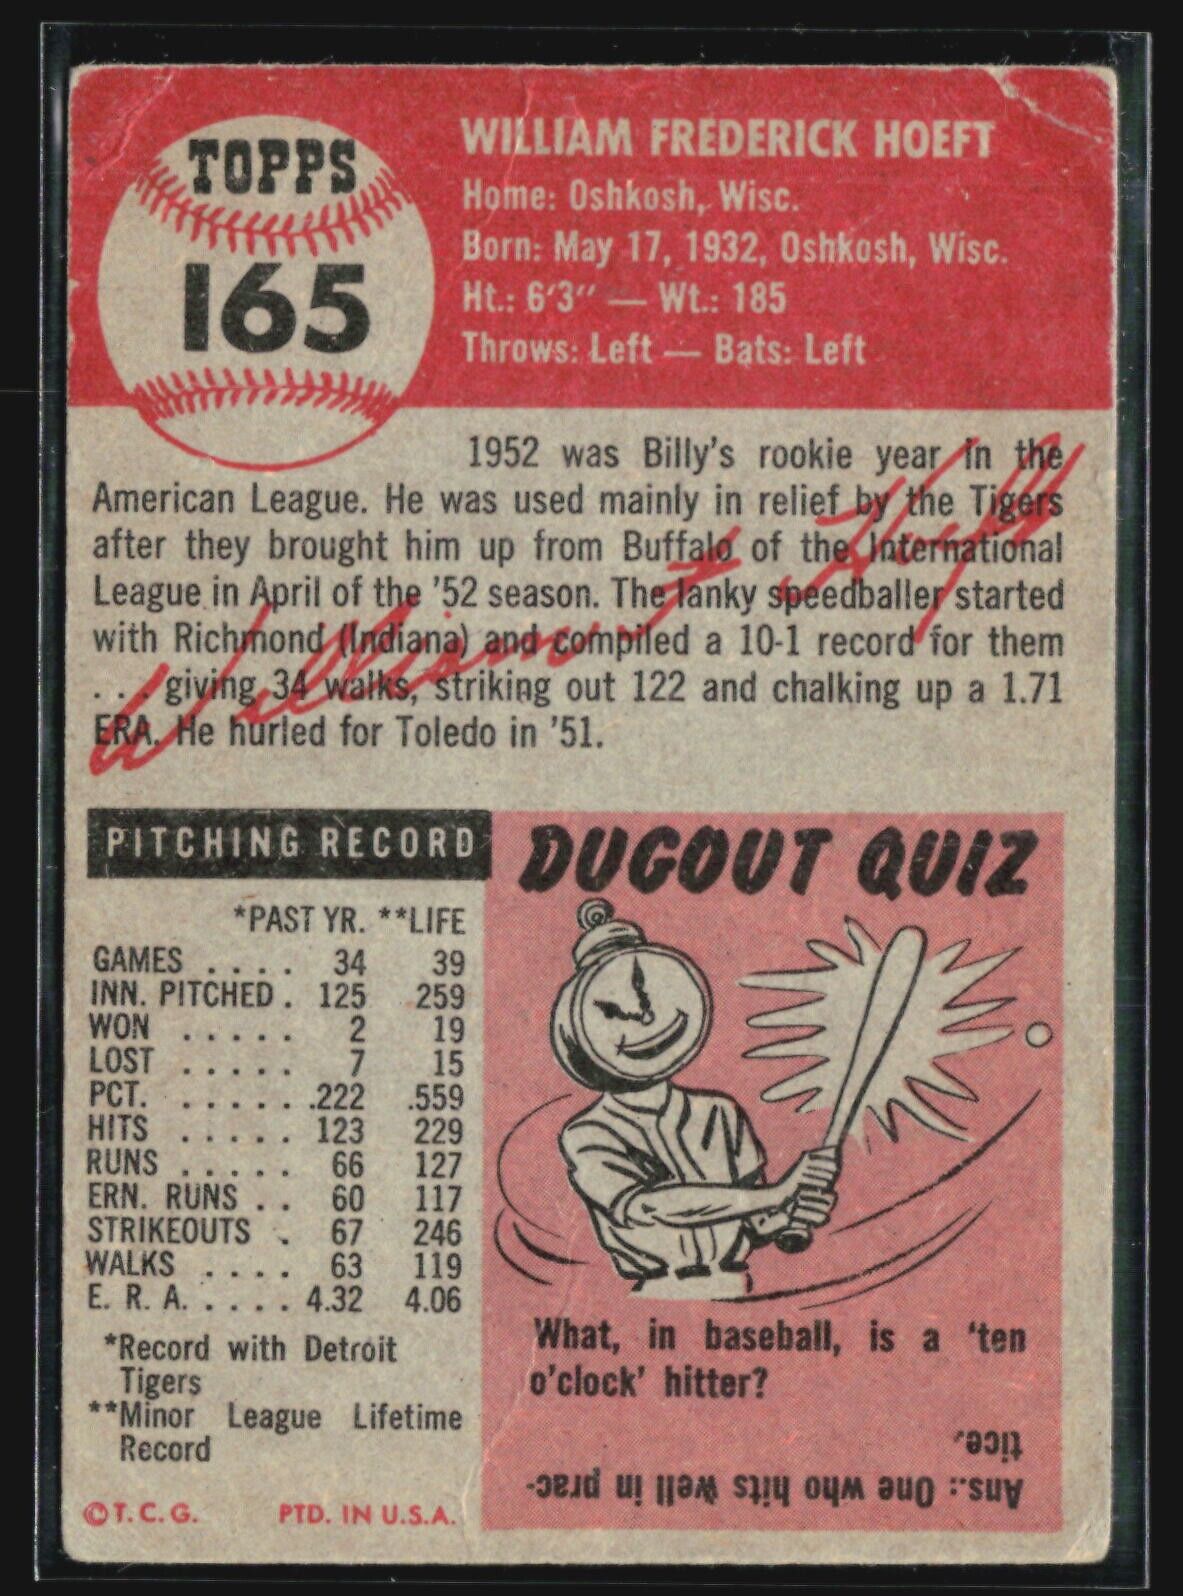 TOPPS
165
WILLIAM FREDERICK HOEFT
Home: Oshkosh, Wisc.
Born: May 17, 1932, Oshkosh, Wisc.
Ht.: 6'3" — Wt.: 185
Throws: Left — Bats: Left
1952 was Billy's rookie year in the
American League. He was used mainly in relief by the Tigers
after they brought him up from Buffalo of the International
League in April of the '52 season. The lanky speedballer started
with Richmond (Indiana) and compiled a 10-1 record for them
. . . giving 34 walks, striking out 122 and chalking up a 1.71
ERA. He hurled for Toledo in '51.
William F Hoeft
PITCHING RECORD
*PAST YR. **LIFE
GAMES . . . . 34 39
INN. PITCHED . 125 259
WON . . . . . 2 19
LOST . . . . . 7 15
PCT. . . . . . .222 .559
HITS . . . . . 123 229
RUNS . . . . . 66 127
ERN. RUNS . . 60 117
STRIKEOUTS . 67 246
WALKS . . . . 63 119
E. R. A. . . . . 4.32 4.06
*Record with Detroit
Tigers
**Minor League Lifetime
Record
©T. C. G. PTD. IN U.S.A.
DUGOUT QUIZ
What, in baseball, is a 'ten
o'clock' hitter?
Ans.: One who hits well in prac-
tice.